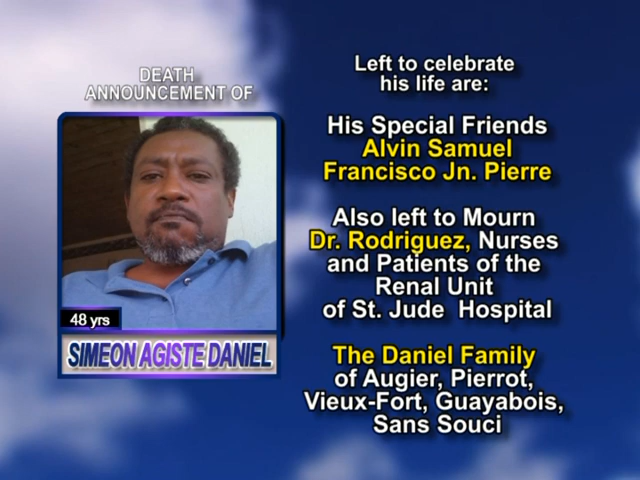 DEATH
ANNOUNCEMENT OF
48 yrs
SIMEON AGISTE DANIEL
Left to celebrate
his life are:
His Special Friends
Alvin Samuel
Francisco Jn. Pierre
Also left to Mourn
Dr. Rodriguez, Nurses
and Patients of the
Renal Unit
of St. Jude Hospital
The Daniel Family
of Augier, Pierrot,
Vieux-Fort, Guayabois,
Sans Souci